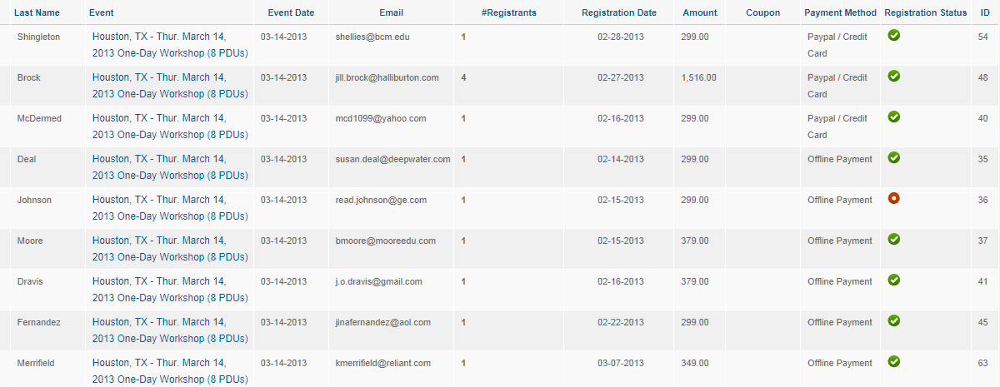 Last Name Event Event Date Email #Registrants Registration Date Amount Coupon Payment Method Registration Status ID
Shingleton Houston, TX - Thur. March 14, 03-14-2013 shellies@bcm.edu 1 02-28-2013 299.00 Paypal / Credit 54
2013 One-Day Workshop (8 PDUs) Card
Brock Houston, TX - Thur. March 14, 03-14-2013 jill.brock@halliburton.com 4 02-27-2013 1,516.00 Paypal / Credit 48
2013 One-Day Workshop (8 PDUs) Card
McDermed Houston, TX - Thur. March 14, 03-14-2013 mcd1099@yahoo.com 1 02-16-2013 299.00 Paypal / Credit 40
2013 One-Day Workshop (8 PDUs) Card
Deal Houston, TX - Thur. March 14, 03-14-2013 susan.deal@deepwater.com 1 02-14-2013 299.00 Offline Payment 35
2013 One-Day Workshop (8 PDUs)
Johnson Houston, TX - Thur. March 14, 03-14-2013 read.johnson@ge.com 1 02-15-2013 299.00 Offline Payment 36
2013 One-Day Workshop (8 PDUs)
Moore Houston, TX - Thur. March 14, 03-14-2013 bmoore@mooreedu.com 1 02-15-2013 379.00 Offline Payment 37
2013 One-Day Workshop (8 PDUs)
Dravis Houston, TX - Thur. March 14, 03-14-2013 j.o.dravis@gmail.com 1 02-16-2013 379.00 Offline Payment 41
2013 One-Day Workshop (8 PDUs)
Fernandez Houston, TX - Thur. March 14, 03-14-2013 jinafernandez@aol.com 1 02-22-2013 299.00 Offline Payment 45
2013 One-Day Workshop (8 PDUs)
Merrifield Houston, TX - Thur. March 14, 03-14-2013 kmerrifield@reliant.com 1 03-07-2013 349.00 Offline Payment 63
2013 One-Day Workshop (8 PDUs)